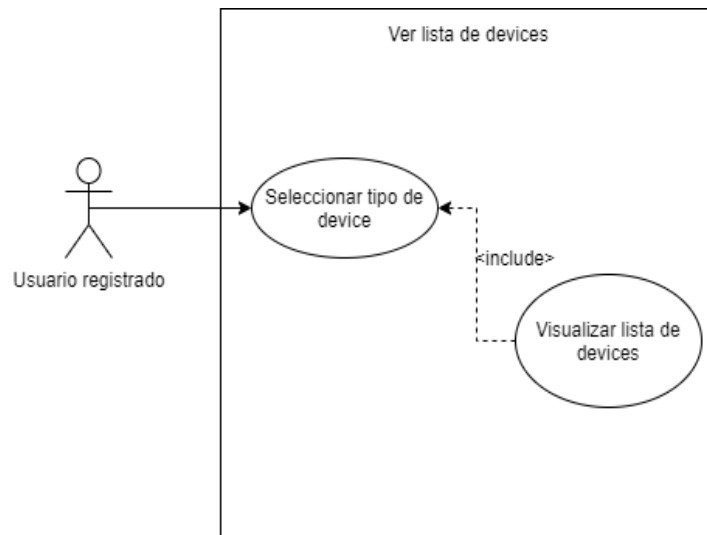 Ver lista de devices
Seleccionar tipo de
device
<include>
Usuario registrado
Visualizar lista de
devices